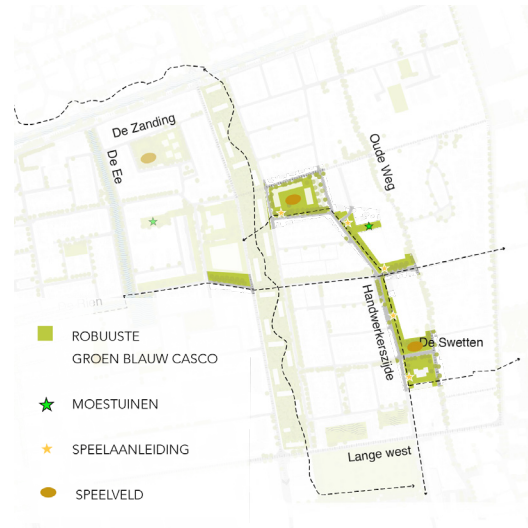 De Zanding
De Ee
Oude Weg
Handwerkerszijde
De Swetten
Lange west
ROBUUSTE
GROEN BLAUW CASCO
MOESTUINEN
SPEELAANLEIDING
SPEELVELD